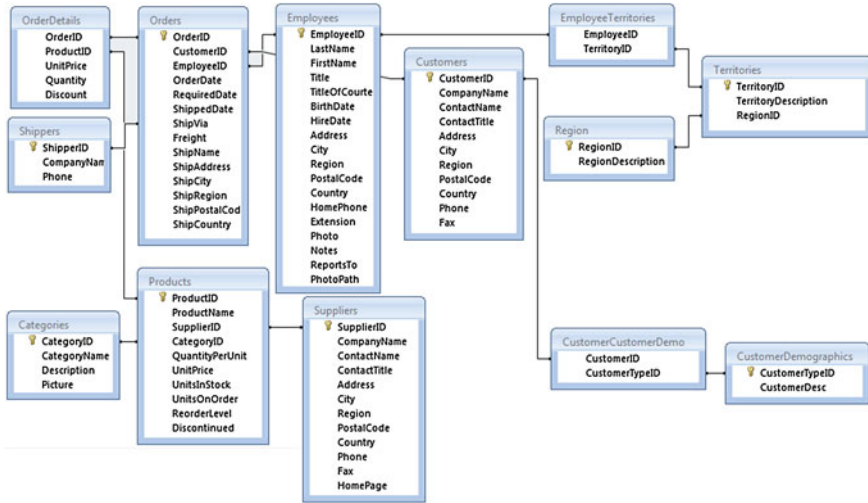 OrderDetails
OrderID
ProductID
UnitPrice
Quantity
Discount
Orders
OrderID
CustomerID
EmployeeID
OrderDate
RequiredDate
ShippedDate
ShipVia
Freight
ShipName
ShipAddress
ShipCity
ShipRegion
ShipPostalCod
ShipCountry
Employees
EmployeeID
LastName
FirstName
Title
TitleOfCourte
BirthDate
HireDate
Address
City
Region
PostalCode
Country
HomePhone
Extension
Photo
Notes
ReportsTo
PhotoPath
Customers
CustomerID
CompanyName
ContactName
ContactTitle
Address
City
Region
PostalCode
Country
Phone
Fax
EmployeeTerritories
EmployeeID
TerritoryID
Territories
TerritoryID
TerritoryDescription
RegionID
Region
RegionID
RegionDescription
Shippers
ShipperID
CompanyNam
Phone
Categories
CategoryID
CategoryName
Description
Picture
Products
ProductID
ProductName
SupplierID
CategoryID
QuantityPerUnit
UnitPrice
UnitsInStock
UnitsOnOrder
ReorderLevel
Discontinued
Suppliers
SupplierID
CompanyName
ContactName
ContactTitle
Address
City
Region
PostalCode
Country
Phone
Fax
HomePage
CustomerCustomerDemo
CustomerID
CustomerTypeID
CustomerDemographics
CustomerTypeID
CustomerDesc